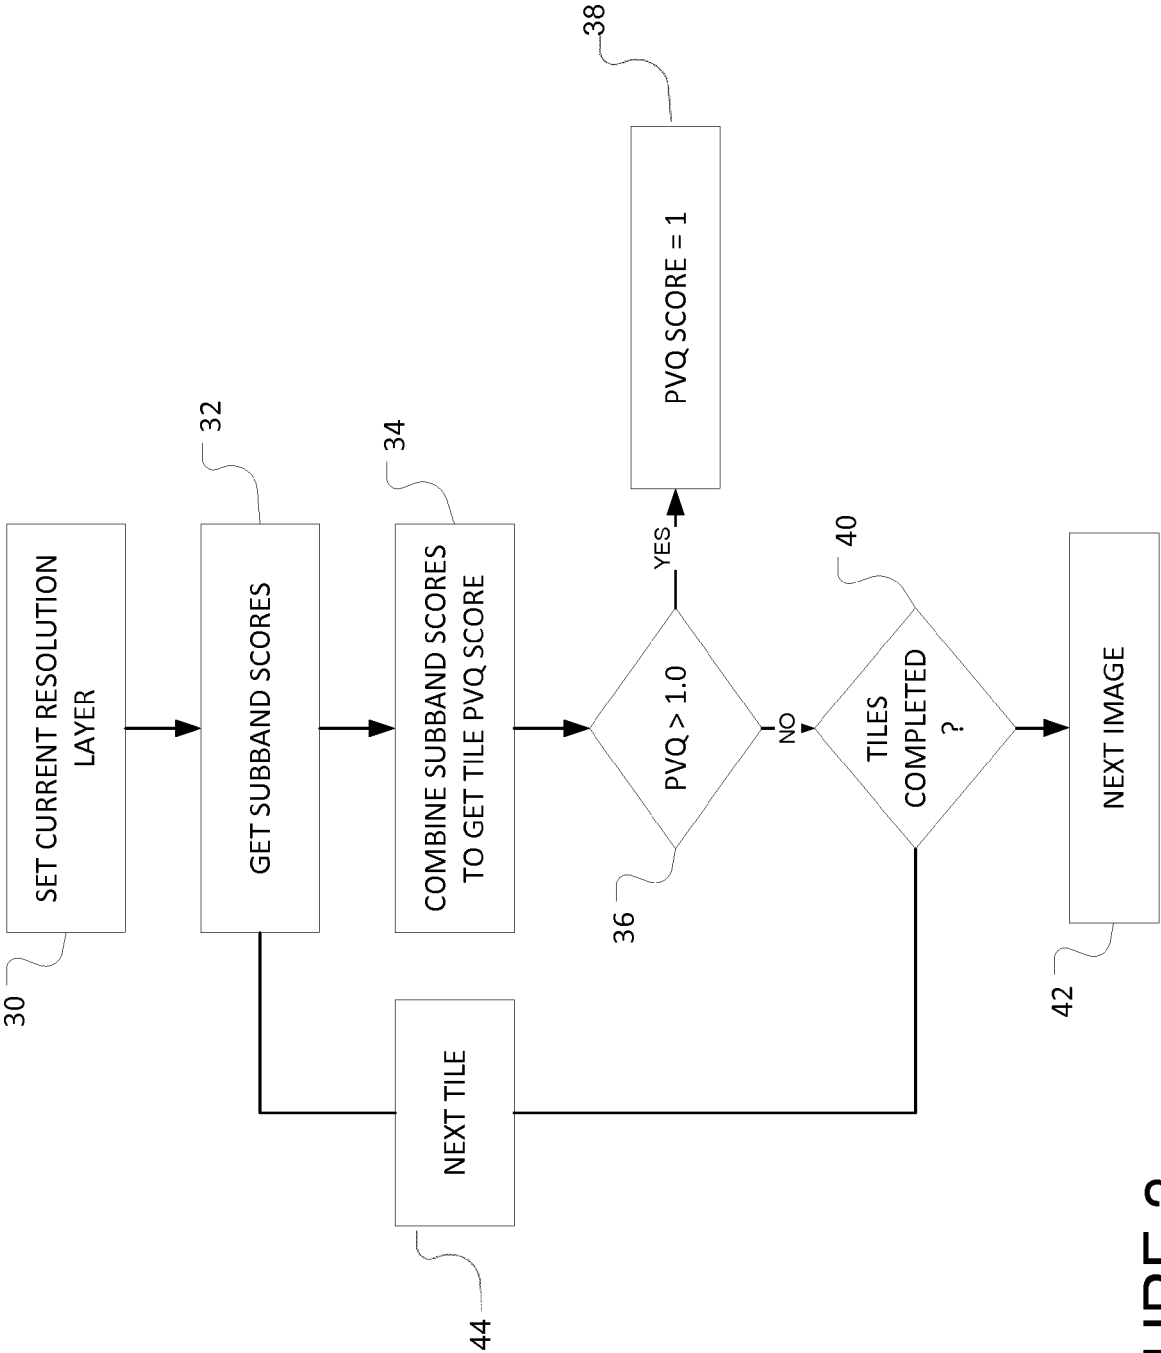 30
SET CURRENT RESOLUTION
LAYER
32
GET SUBBAND SCORES
34
COMBINE SUBBAND SCORES
TO GET TILE PVQ SCORE
36
PVQ > 1.0
YES
38
PVQ SCORE = 1
NO
40
TILES
COMPLETED
?
42
NEXT IMAGE
44
NEXT TILE